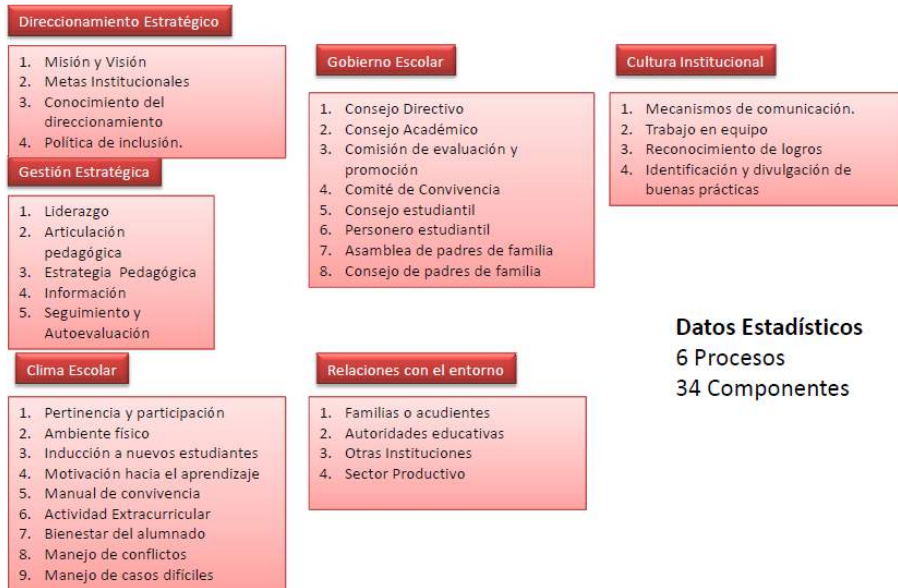 Direccionamiento Estratégico
1. Misión y Visión
2. Metas Institucionales
3. Conocimiento del
direccionamiento
4. Política de inclusión.
Gestión Estratégica
1. Liderazgo
2. Articulación
pedagógica
3. Estrategia Pedagógica
4. Información
5. Seguimiento y
Autoevaluación
Clima Escolar
1. Pertinencia y participación
2. Ambiente físico
3. Inducción a nuevos estudiantes
4. Motivación hacia el aprendizaje
5. Manual de convivencia
6. Actividad Extracurricular
7. Bienestar del alumnado
8. Manejo de conflictos
9. Manejo de casos difíciles
Gobierno Escolar
1. Consejo Directivo
2. Consejo Académico
3. Comisión de evaluación y
promoción
4. Comité de Convivencia
5. Consejo estudiantil
6. Personero estudiantil
7. Asamblea de padres de familia
8. Consejo de padres de familia
Relaciones con el entorno
1. Familias o acudientes
2. Autoridades educativas
3. Otras Instituciones
4. Sector Productivo
Cultura Institucional
1. Mecanismos de comunicación.
2. Trabajo en equipo
3. Reconocimiento de logros
4. Identificación y divulgación de
buenas prácticas
Datos Estadísticos
6 Procesos
34 Componentes